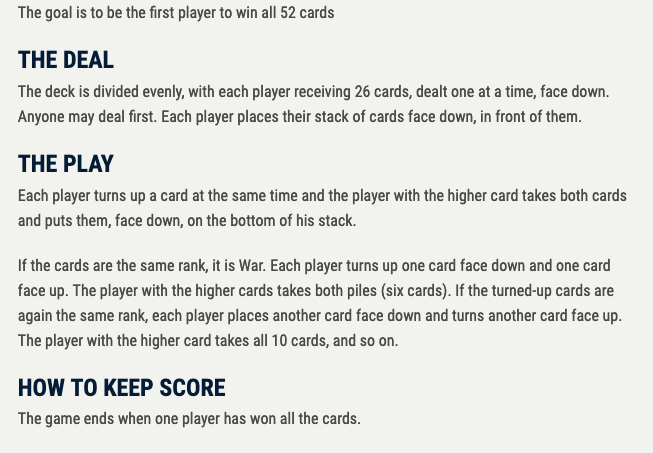 The goal is to be the first player to win all 52 cards
THE DEAL
The deck is divided evenly, with each player receiving 26 cards, dealt one at a time, face down.
Anyone may deal first. Each player places their stack of cards face down, in front of them.
THE PLAY
Each player turns up a card at the same time and the player with the higher card takes both cards
and puts them, face down, on the bottom of his stack.
If the cards are the same rank, it is War. Each player turns up one card face down and one card
face up. The player with the higher cards takes both piles (six cards). If the turned-up cards are
again the same rank, each player places another card face down and turns another card face up.
The player with the higher card takes all 10 cards, and so on.
HOW TO KEEP SCORE
The game ends when one player has won all the cards.